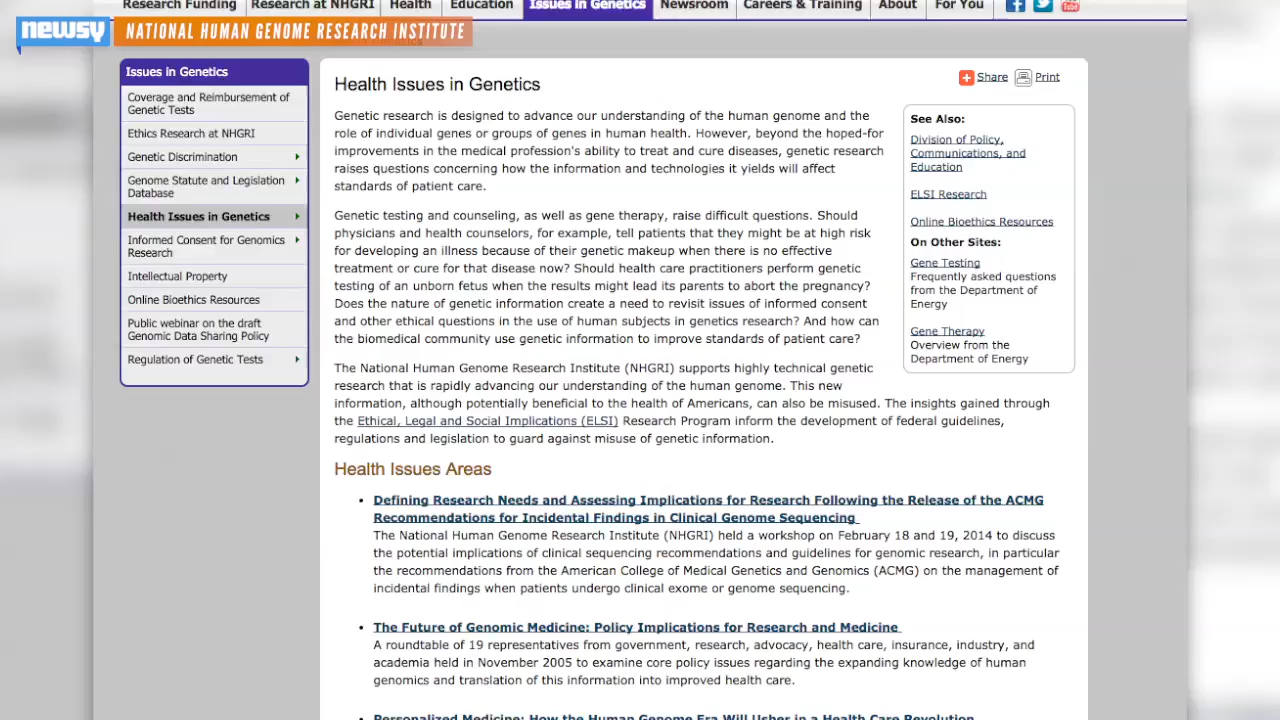 Research Funding
Research at NHGRI
Health
Education
Issues in Genetics
Newsroom
Careers & Training
About
For You
newsy
NATIONAL HUMAN GENOME RESEARCH INSTITUTE
Issues in Genetics
Coverage and Reimbursement of
Genetic Tests
Ethics Research at NHGRI
Genetic Discrimination
Genome Statute and Legislation
Database
Health Issues in Genetics
Informed Consent for Genomics
Research
Intellectual Property
Online Bioethics Resources
Public webinar on the draft
Genomic Data Sharing Policy
Regulation of Genetic Tests
Health Issues in Genetics
Share
Print
Genetic research is designed to advance our understanding of the human genome and the
role of individual genes or groups of genes in human health. However, beyond the hoped-for
improvements in the medical profession's ability to treat and cure diseases, genetic research
raises questions concerning how the information and technologies it yields will affect
standards of patient care.
Genetic testing and counseling, as well as gene therapy, raise difficult questions. Should
physicians and health counselors, for example, tell patients that they might be at high risk
for developing an illness because of their genetic makeup when there is no effective
treatment or cure for that disease now? Should health care practitioners perform genetic
testing of an unborn fetus when the results might lead its parents to abort the pregnancy?
Does the nature of genetic information create a need to revisit issues of informed consent
and other ethical questions in the use of human subjects in genetics research? And how can
the biomedical community use genetic information to improve standards of patient care?
The National Human Genome Research Institute (NHGRI) supports highly technical genetic
research that is rapidly advancing our understanding of the human genome. This new
information, although potentially beneficial to the health of Americans, can also be misused. The insights gained through
the Ethical, Legal and Social Implications (ELSI) Research Program inform the development of federal guidelines,
regulations and legislation to guard against misuse of genetic information.
See Also:
Division of Policy,
Communications, and
Education
ELSI Research
Online Bioethics Resources
On Other Sites:
Gene Testing
Frequently asked questions
from the Department of
Energy
Gene Therapy
Overview from the
Department of Energy
Health Issues Areas
• Defining Research Needs and Assessing Implications for Research Following the Release of the ACMG
Recommendations for Incidental Findings in Clinical Genome Sequencing
The National Human Genome Research Institute (NHGRI) held a workshop on February 18 and 19, 2014 to discuss
the potential implications of clinical sequencing recommendations and guidelines for genomic research, in particular
the recommendations from the American College of Medical Genetics and Genomics (ACMG) on the management of
incidental findings when patients undergo clinical exome or genome sequencing.
• The Future of Genomic Medicine: Policy Implications for Research and Medicine
A roundtable of 19 representatives from government, research, advocacy, health care, insurance, industry, and
academia held in November 2005 to examine core policy issues regarding the expanding knowledge of human
genomics and translation of this information into improved health care.
• Personalized Medicine: How the Human Genome Era Will Usher in a Health Care Revolution